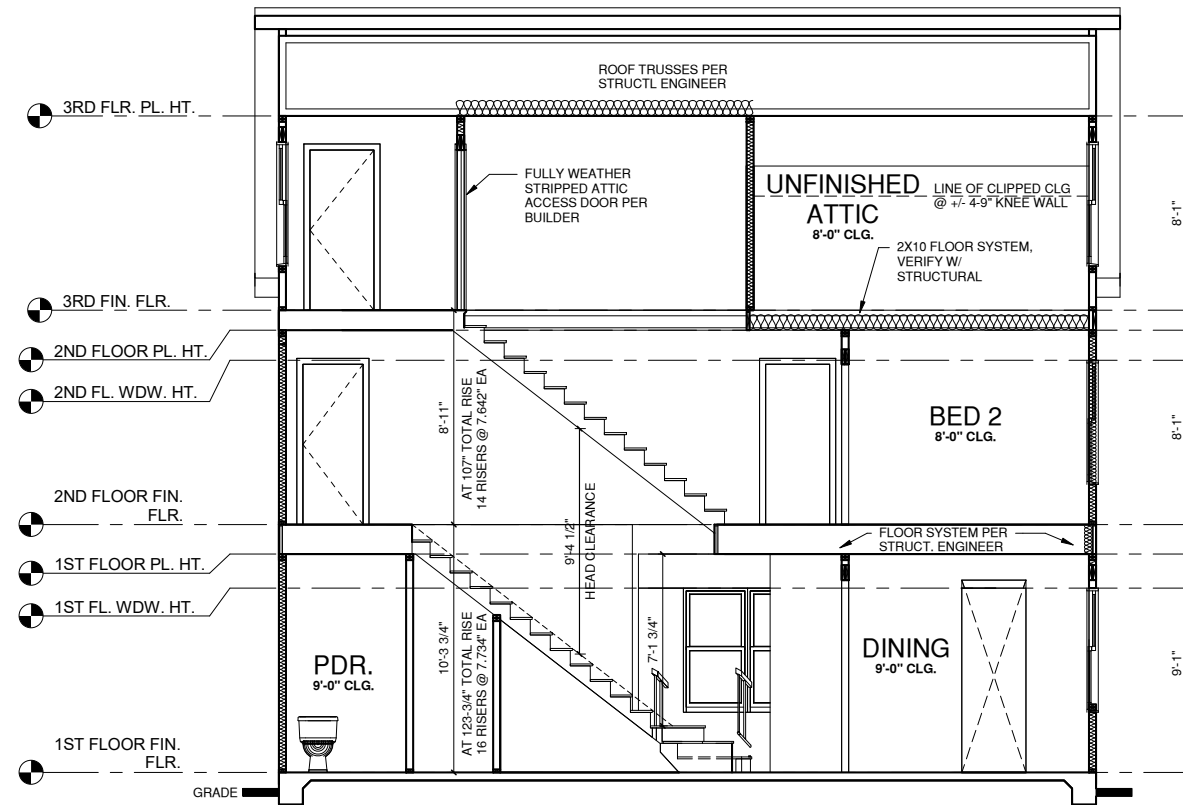 ROOF TRUSSES PER
STRUCTL ENGINEER
3RD FLR. PL. HT.
FULLY WEATHER
STRIPPED ATTIC
ACCESS DOOR PER
BUILDER
UNFINISHED
ATTIC
8'-0" CLG.
LINE OF CLIPPED CLG
@ +/- 4-9" KNEE WALL
8'-1"
2X10 FLOOR SYSTEM,
VERIFY W/
STRUCTURAL
3RD FIN. FLR.
2ND FLOOR PL. HT.
2ND FL. WDW. HT.
8'-11"
AT 107" TOTAL RISE
14 RISERS @ 7.642" EA
BED 2
8'-0" CLG.
8'-1"
9'-4 1/2"
HEAD CLEARANCE
2ND FLOOR FIN.
FLR.
FLOOR SYSTEM PER
STRUCT. ENGINEER
1ST FLOOR PL. HT.
1ST FL. WDW. HT.
10'-3 3/4"
AT 123-3/4" TOTAL RISE
16 RISERS @ 7.734" EA
7'-1 3/4"
PDR.
9'-0" CLG.
DINING
9'-0" CLG.
9'-1"
1ST FLOOR FIN.
FLR.
GRADE